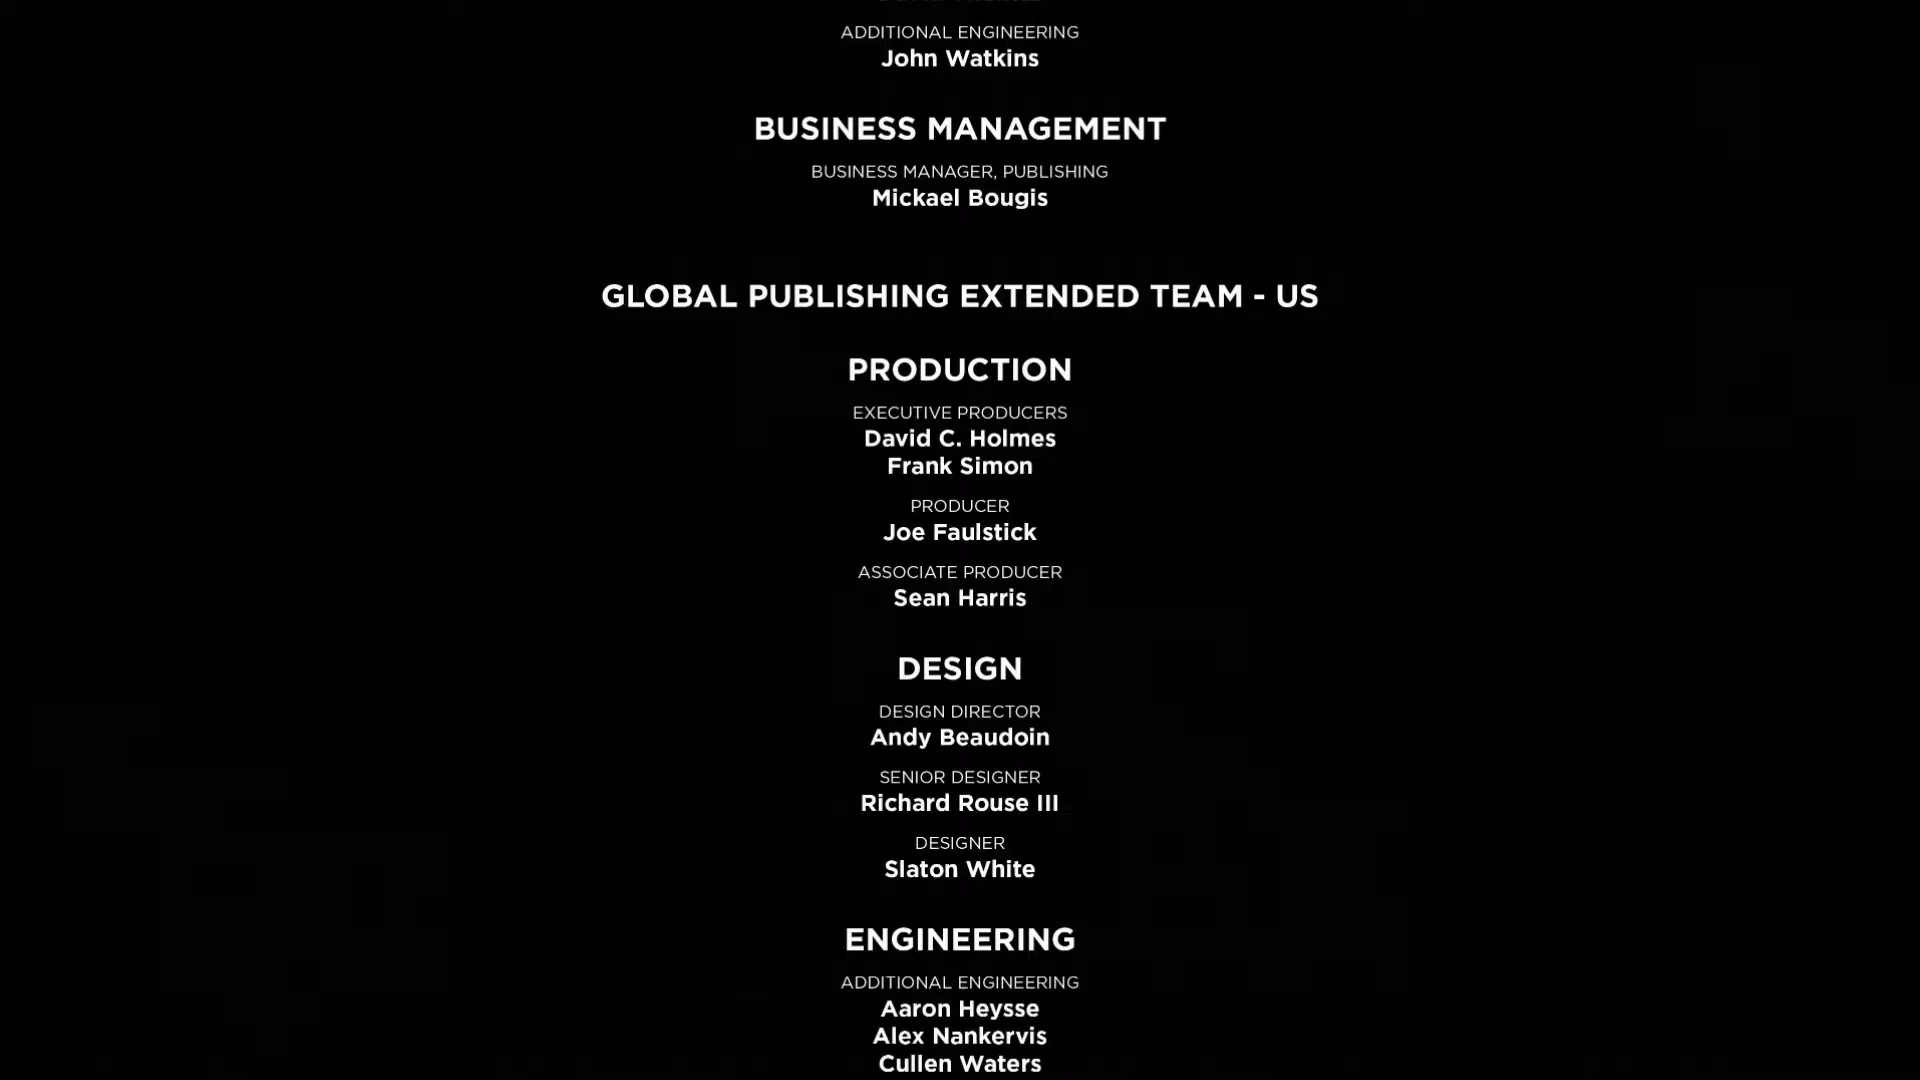 ADDITIONAL ENGINEERING
John Watkins
BUSINESS MANAGEMENT
BUSINESS MANAGER, PUBLISHING
Mickael Bougis
GLOBAL PUBLISHING EXTENDED TEAM - US
PRODUCTION
EXECUTIVE PRODUCERS
David C. Holmes
Frank Simon
PRODUCER
Joe Faulstick
ASSOCIATE PRODUCER
Sean Harris
DESIGN
DESIGN DIRECTOR
Andy Beaudoin
SENIOR DESIGNER
Richard Rouse III
DESIGNER
Slaton White
ENGINEERING
ADDITIONAL ENGINEERING
Aaron Heysse
Alex Nankervis
Cullen Waters